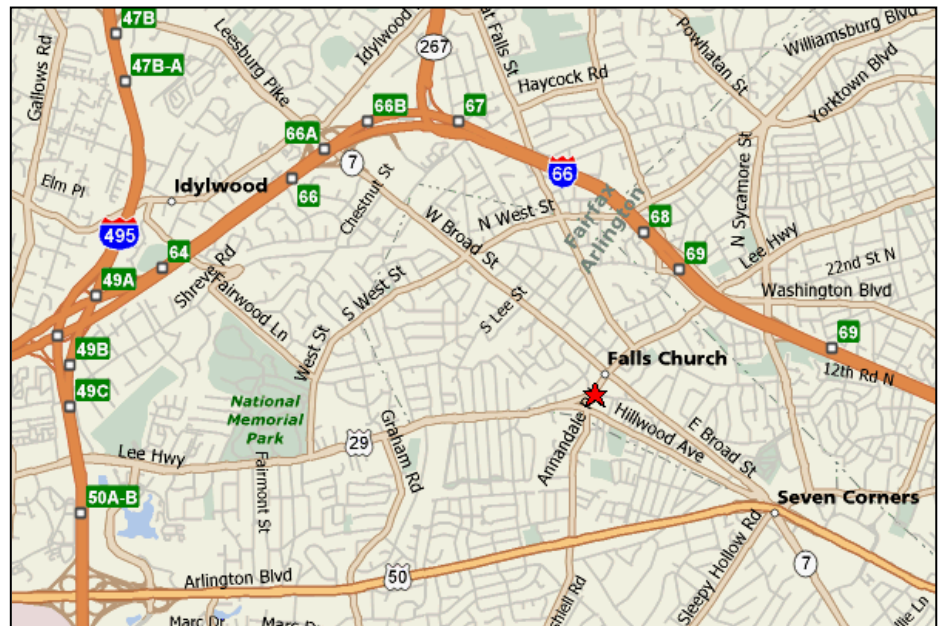 47B
Leesburg Pike
Idylwood
267
Falls St
Powhatan St
Williamsburg Blvd
Gallows Rd
47B-A
Haycock Rd
Yorktown Blvd
66B
67
66A
7
66
Elm Pl
Idylwood
66
Chestnut St
W Broad St
N West St
Fairfax
Arlington
68
N Sycamore St
Lee Hwy
495
64
69
22nd St N
49A
Shreve Rd
Fairwood Ln
S West St
S Lee St
Washington Blvd
49B
West St
Falls Church
69
12th Rd N
49C
National
Memorial
Park
Graham Rd
Annandale
Hillwood Ave
E Broad St
Lee Hwy
29
Fairmont St
50A-B
Seven Corners
Sleepy Hollow Rd
7
Arlington Blvd
50
Marc Dr
Marc Dr